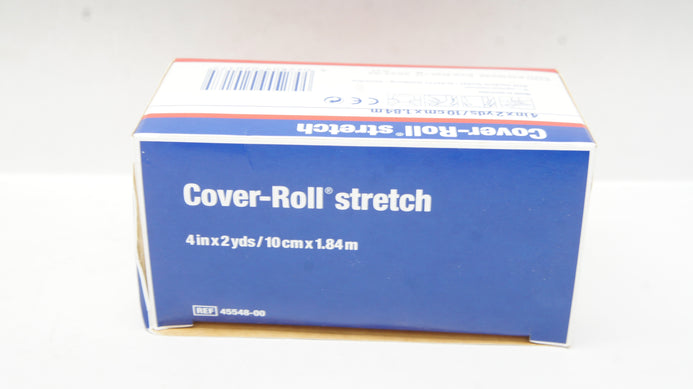 4 in x 2 yds / 10 cm x 1.84 m
Cover-Roll® stretch
Cover-Roll® stretch
4 in x 2 yds / 10 cm x 1.84 m
REF 45548-00